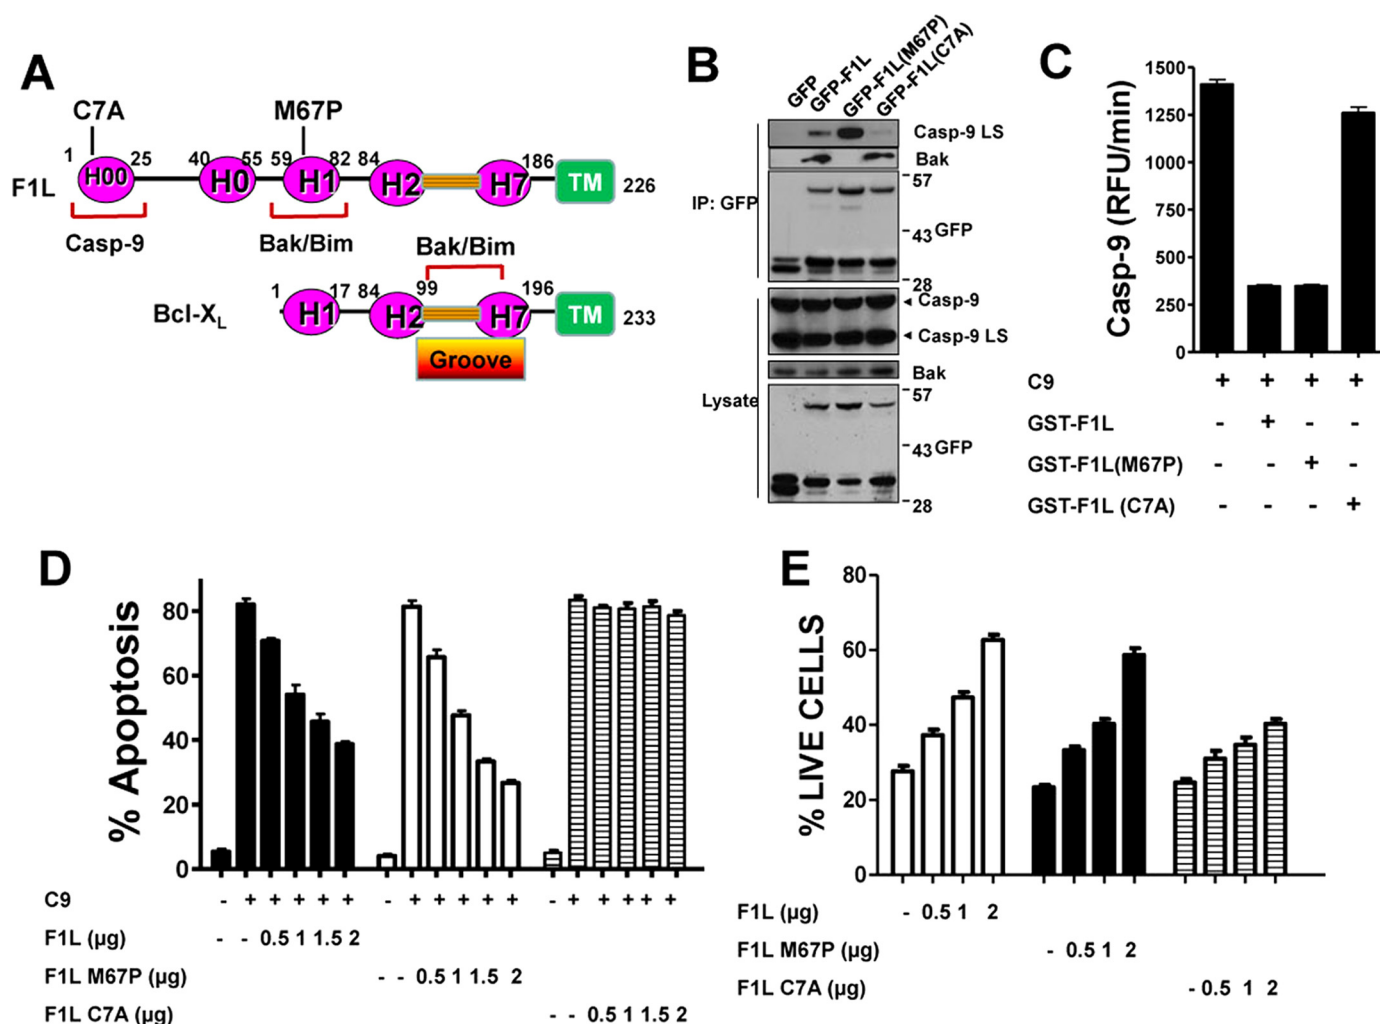 A
C7A
M67P
1
25
40
55
59
82
84
186
F1L
H00
H0
H1
H2
H7
TM
226
Casp-9
Bak/Bim
Bak/Bim
1
17
84
99
196
Bcl-XL
H1
H2
H7
TM
233
Groove
B
GFP
GFP-F1L
GFP-F1L(M67P)
GFP-F1L(C7A)
Casp-9 LS
Bak
57
IP: GFP
43 GFP
28
Casp-9
Casp-9 LS
Bak
57
Lysate
43 GFP
28
C
Casp-9 (RFU/min)
1500
1250
1000
750
500
250
0
C9 + + + +
GST-F1L - + - -
GST-F1L(M67P) - - + -
GST-F1L (C7A) - - - +
D
% Apoptosis
80
60
40
20
0
C9 - + + + + + - + + + + + - + + + + +
F1L (µg) - - 0.5 1 1.5 2
F1L M67P (µg) - - 0.5 1 1.5 2
F1L C7A (µg) - - 0.5 1 1.5 2
E
% LIVE CELLS
80
60
40
20
0
F1L (µg) - 0.5 1 2
F1L M67P (µg) - 0.5 1 2
F1L C7A (µg) - 0.5 1 2